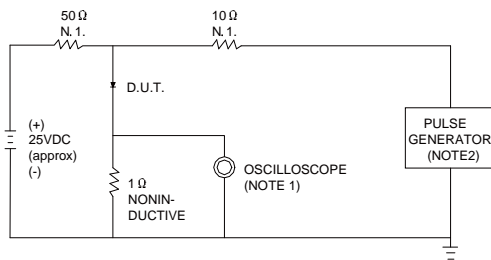 50 Ω
N. 1.
10 Ω
N. 1.
D.U.T.
(+)
25VDC
(approx)
(-)
1 Ω
NONIN-
DUCTIVE
OSCILLOSCOPE
(NOTE 1)
PULSE
GENERATOR
(NOTE2)